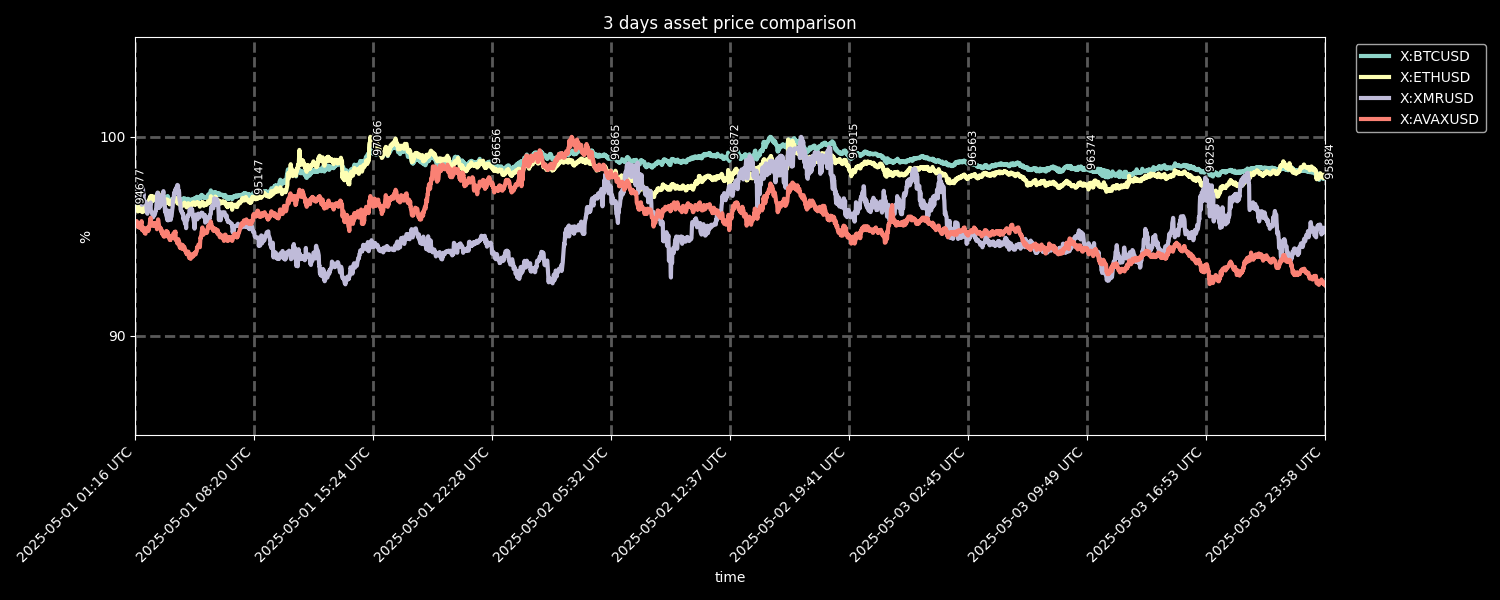 3 days asset price comparison
X:BTCUSD
X:ETHUSD
X:XMRUSD
X:AVAXUSD
100
90
%
94677
95147
97066
96656
96865
96872
96915
96563
96374
96259
95894
2025-05-01 01:16 UTC
2025-05-01 08:20 UTC
2025-05-01 15:24 UTC
2025-05-01 22:28 UTC
2025-05-02 05:32 UTC
2025-05-02 12:37 UTC
2025-05-02 19:41 UTC
2025-05-03 02:45 UTC
2025-05-03 09:49 UTC
2025-05-03 16:53 UTC
2025-05-03 23:58 UTC
time